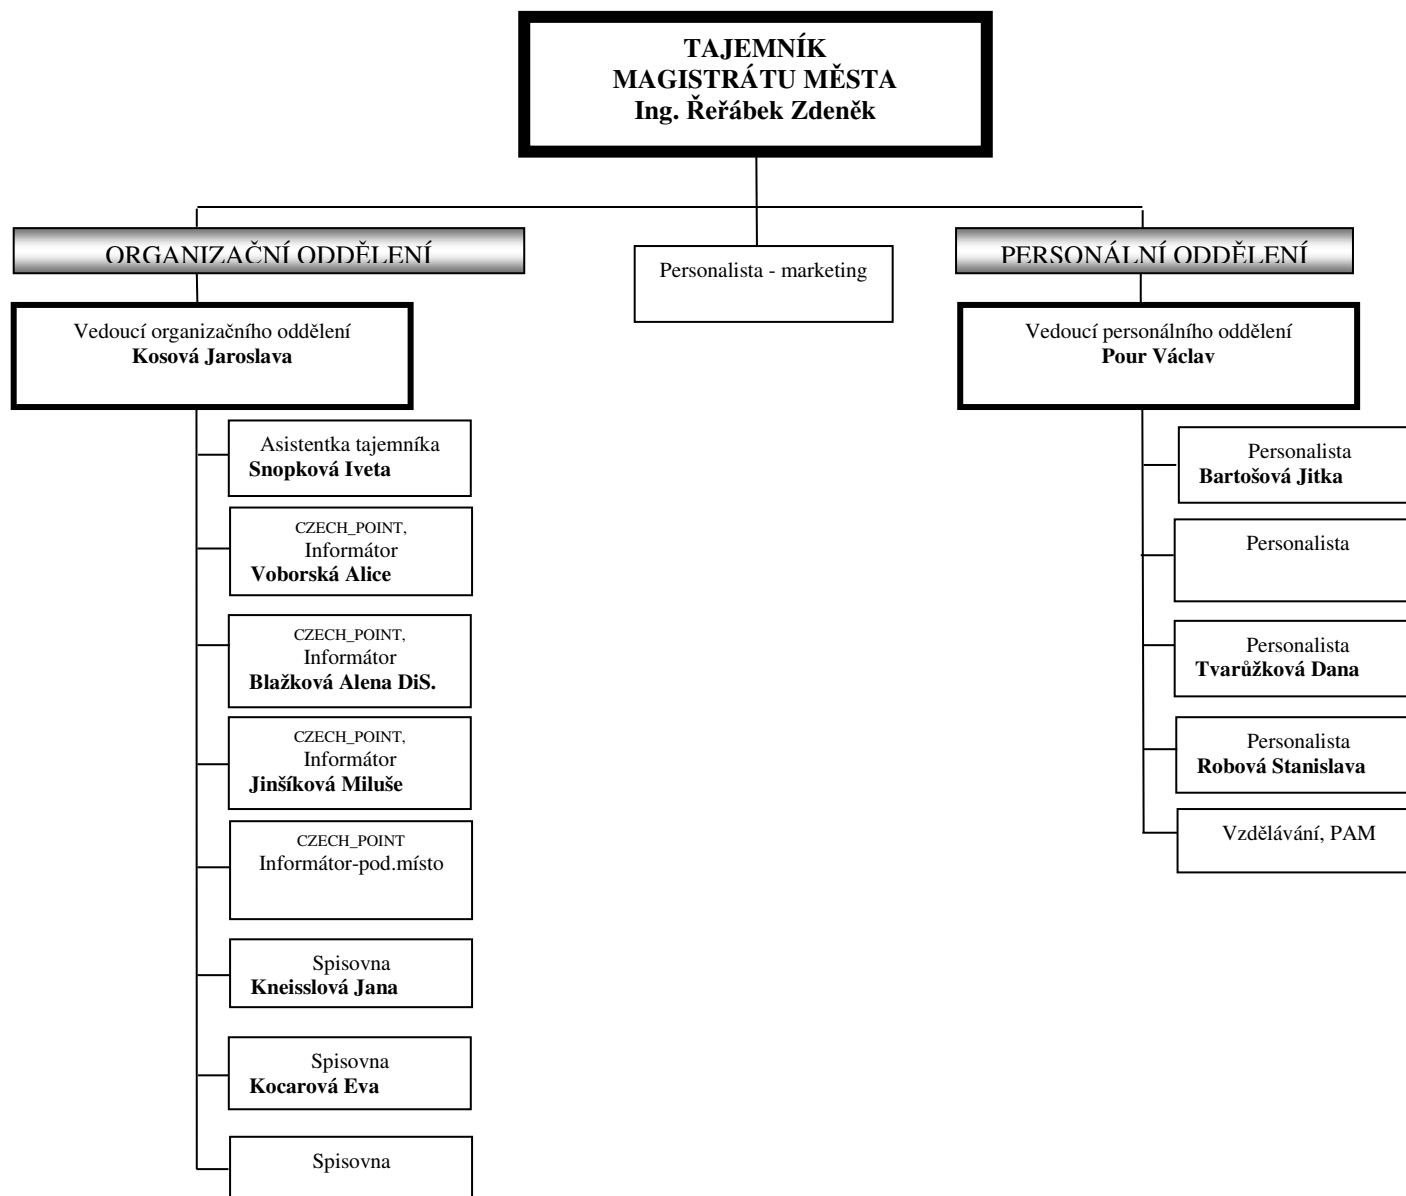 TAJEMNÍK
MAGISTRÁTU MĚSTA
Ing. Řeřábek Zdeněk
ORGANIZAČNÍ ODDĚLENÍ
Personalista - marketing
PERSONÁLNÍ ODDĚLENÍ
Vedoucí organizačního oddělení
Kosová Jaroslava
Vedoucí personálního oddělení
Pour Václav
Asistentka tajemníka
Snopková Iveta
CZECH_POINT,
Informátor
Voborská Alice
CZECH_POINT,
Informátor
Blažková Alena DiS.
CZECH_POINT,
Informátor
Jinšíková Miluše
CZECH_POINT
Informátor-pod.místo
Spisovna
Kneisslová Jana
Spisovna
Kocarová Eva
Spisovna
Personalista
Bartošová Jitka
Personalista
Personalista
Tvarůžková Dana
Personalista
Robová Stanislava
Vzdělávání, PAM